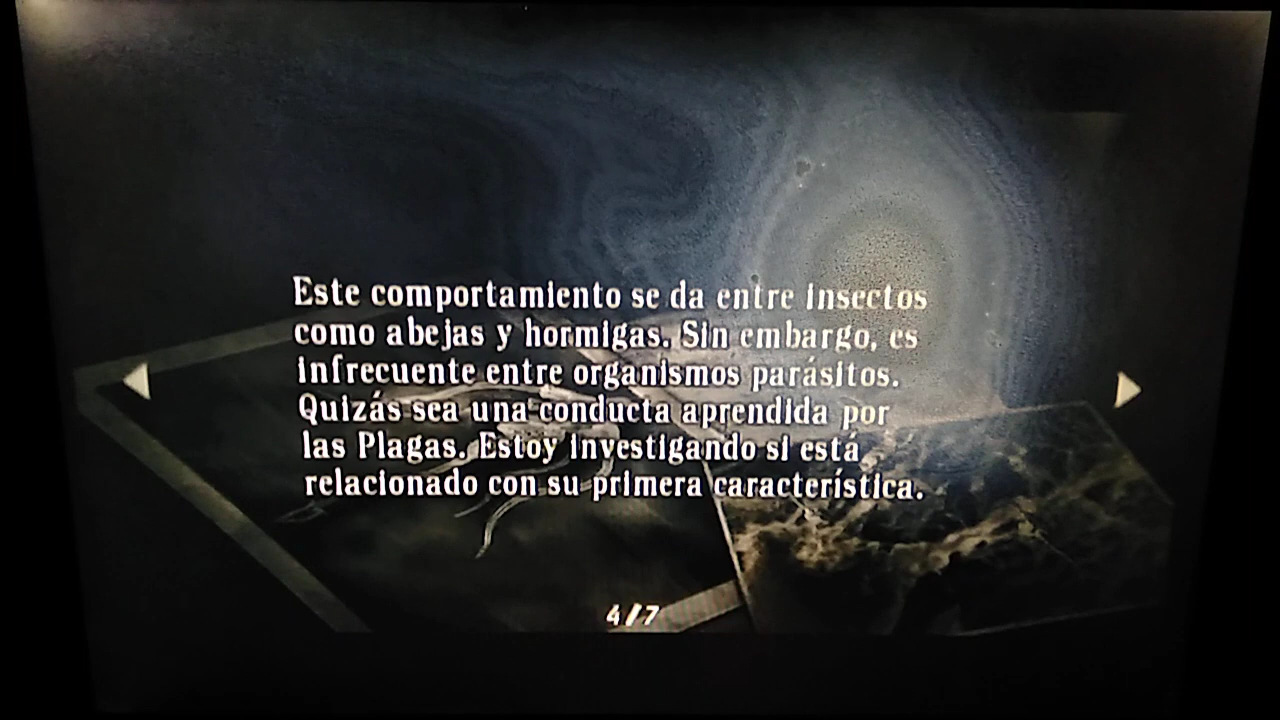 Este comportamiento se da entre insectos
como abejas y hormigas. Sin embargo, es
infrecuente entre organismos parásitos.
Quizás sea una conducta aprendida por
las Plagas. Estoy investigando si está
relacionado con su primera característica.
4/7